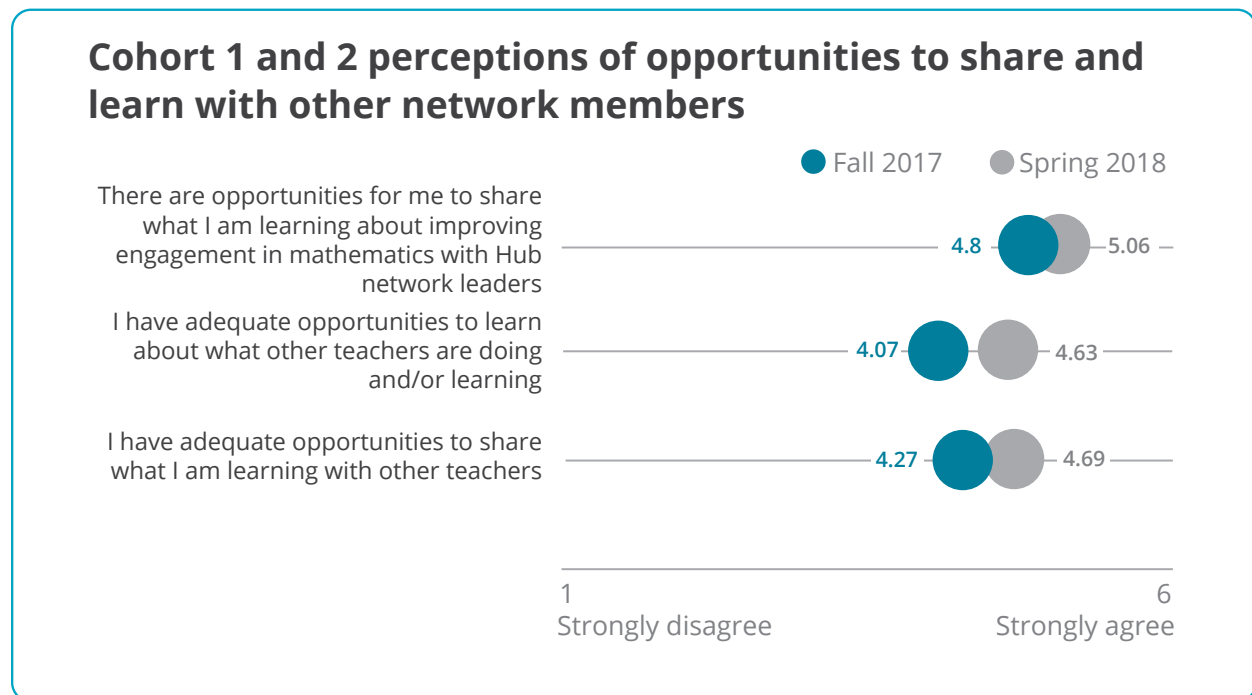 Cohort 1 and 2 perceptions of opportunities to share and
learn with other network members
Fall 2017
Spring 2018
There are opportunities for me to share
what I am learning about improving
engagement in mathematics with Hub
network leaders
4.8
5.06
I have adequate opportunities to learn
about what other teachers are doing
and/or learning
4.07
4.63
I have adequate opportunities to share
what I am learning with other teachers
4.27
4.69
1
6
Strongly disagree
Strongly agree